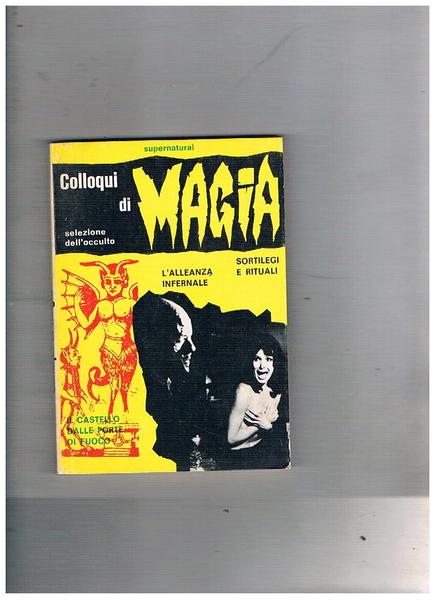 supernatural
Colloqui
di
MAGIA
selezione
dell'occulto
L'ALLEANZA
INFERNALE
SORTILEGI
E RITUALI
IL CASTELLO
DALLE PORTE
DI FUOCO